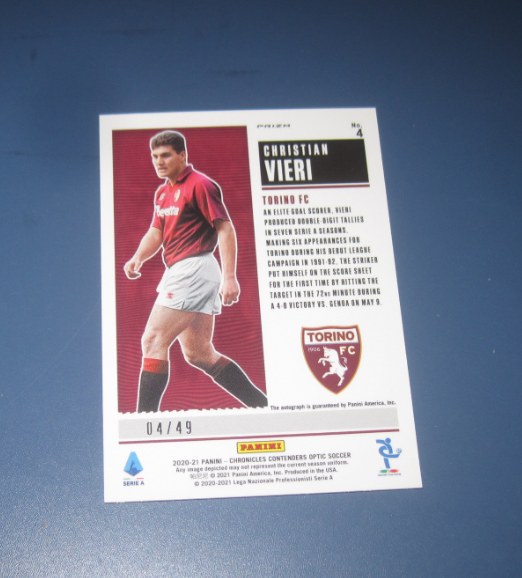 PRIZM
No.
4
CHRISTIAN
VIERI
TORINO FC
AN ELITE GOAL SCORER, VIERI
PRODUCED DOUBLE-DIGIT TALLIES
IN SEVEN SERIE A SEASONS.
MAKING SIX APPEARANCES FOR
TORINO DURING HIS DEBUT LEAGUE
CAMPAIGN IN 1991-92, THE STRIKER
PUT HIMSELF ON THE SCORE SHEET
FOR THE FIRST TIME BY HITTING THE
TARGET IN THE 72ND MINUTE DURING
A 4-0 VICTORY VS. GENOA ON MAY 9.
TORINO
1906 FC
The autograph is guaranteed by Panini America, Inc.
04/49
PANINI
2020-21 PANINI - CHRONICLES CONTENDERS OPTIC SOCCER
Any image depicted may not represent the current season uniform.
© 2021 Panini America, Inc. Produced in the USA.
© 2020-2021 Lega Nazionale Professionisti Serie A
SERIE A